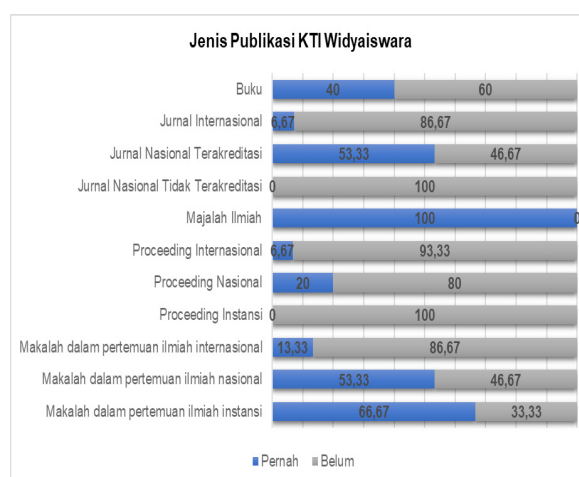 Jenis Publikasi KTI Widyaiswara
Buku 40 60
Jurnal Internasional 6,67 86,67
Jurnal Nasional Terakreditasi 53,33 46,67
Jurnal Nasional Tidak Terakreditasi 0 100
Majalah Ilmiah 100 0
Proceeding Internasional 6,67 93,33
Proceeding Nasional 20 80
Proceeding Instansi 0 100
Makalah dalam pertemuan ilmiah internasional 13,33 86,67
Makalah dalam pertemuan ilmiah nasional 53,33 46,67
Makalah dalam pertemuan ilmiah instansi 66,67 33,33
Pernah Belum